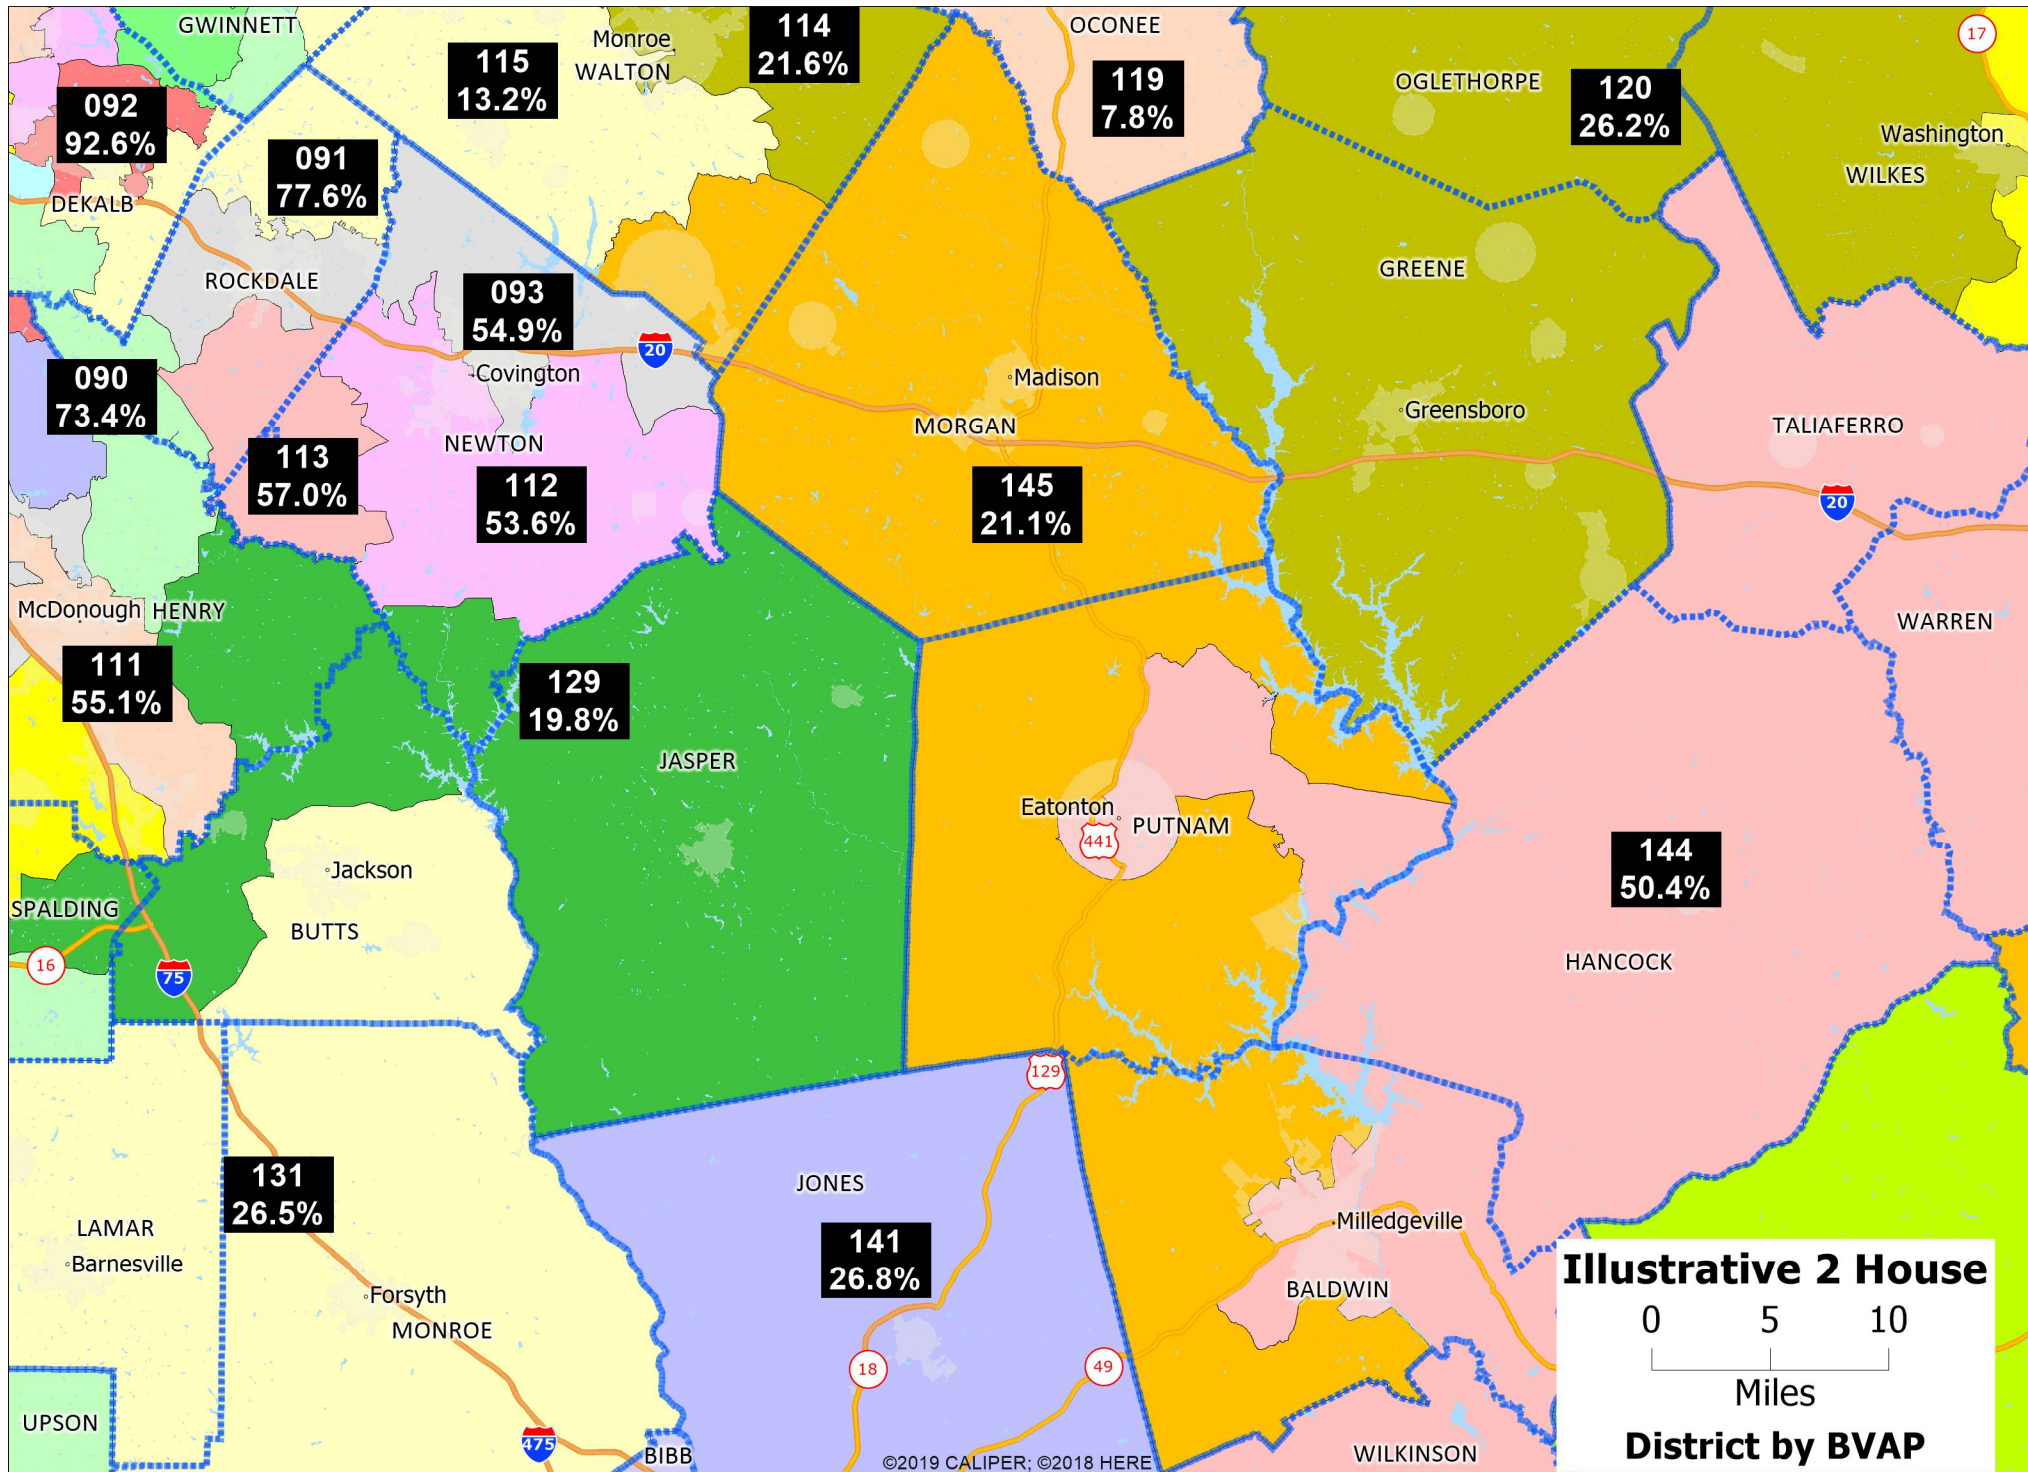 GWINNETT
OCONEE
17
114
21.6%
Monroe
WALTON
115
13.2%
119
7.8%
OGLETHORPE
120
26.2%
092
92.6%
Washington
WILKES
091
77.6%
DEKALB
ROCKDALE
GREENE
093
54.9%
20
Covington
Madison
090
73.4%
Greensboro
MORGAN
TALIAFERRO
NEWTON
113
57.0%
112
53.6%
145
21.1%
20
McDonough
HENRY
WARREN
111
55.1%
129
19.8%
JASPER
Eatonton
PUTNAM
441
144
50.4%
Jackson
SPALDING
BUTTS
HANCOCK
16
75
129
131
26.5%
JONES
LAMAR
Barnesville
Milledgeville
141
26.8%
BALDWIN
Forsyth
MONROE
18
49
UPSON
475
BIBB
©2019 CALIPER; ©2018 HERE
WILKINSON
Illustrative 2 House
0 5 10
Miles
District by BVAP